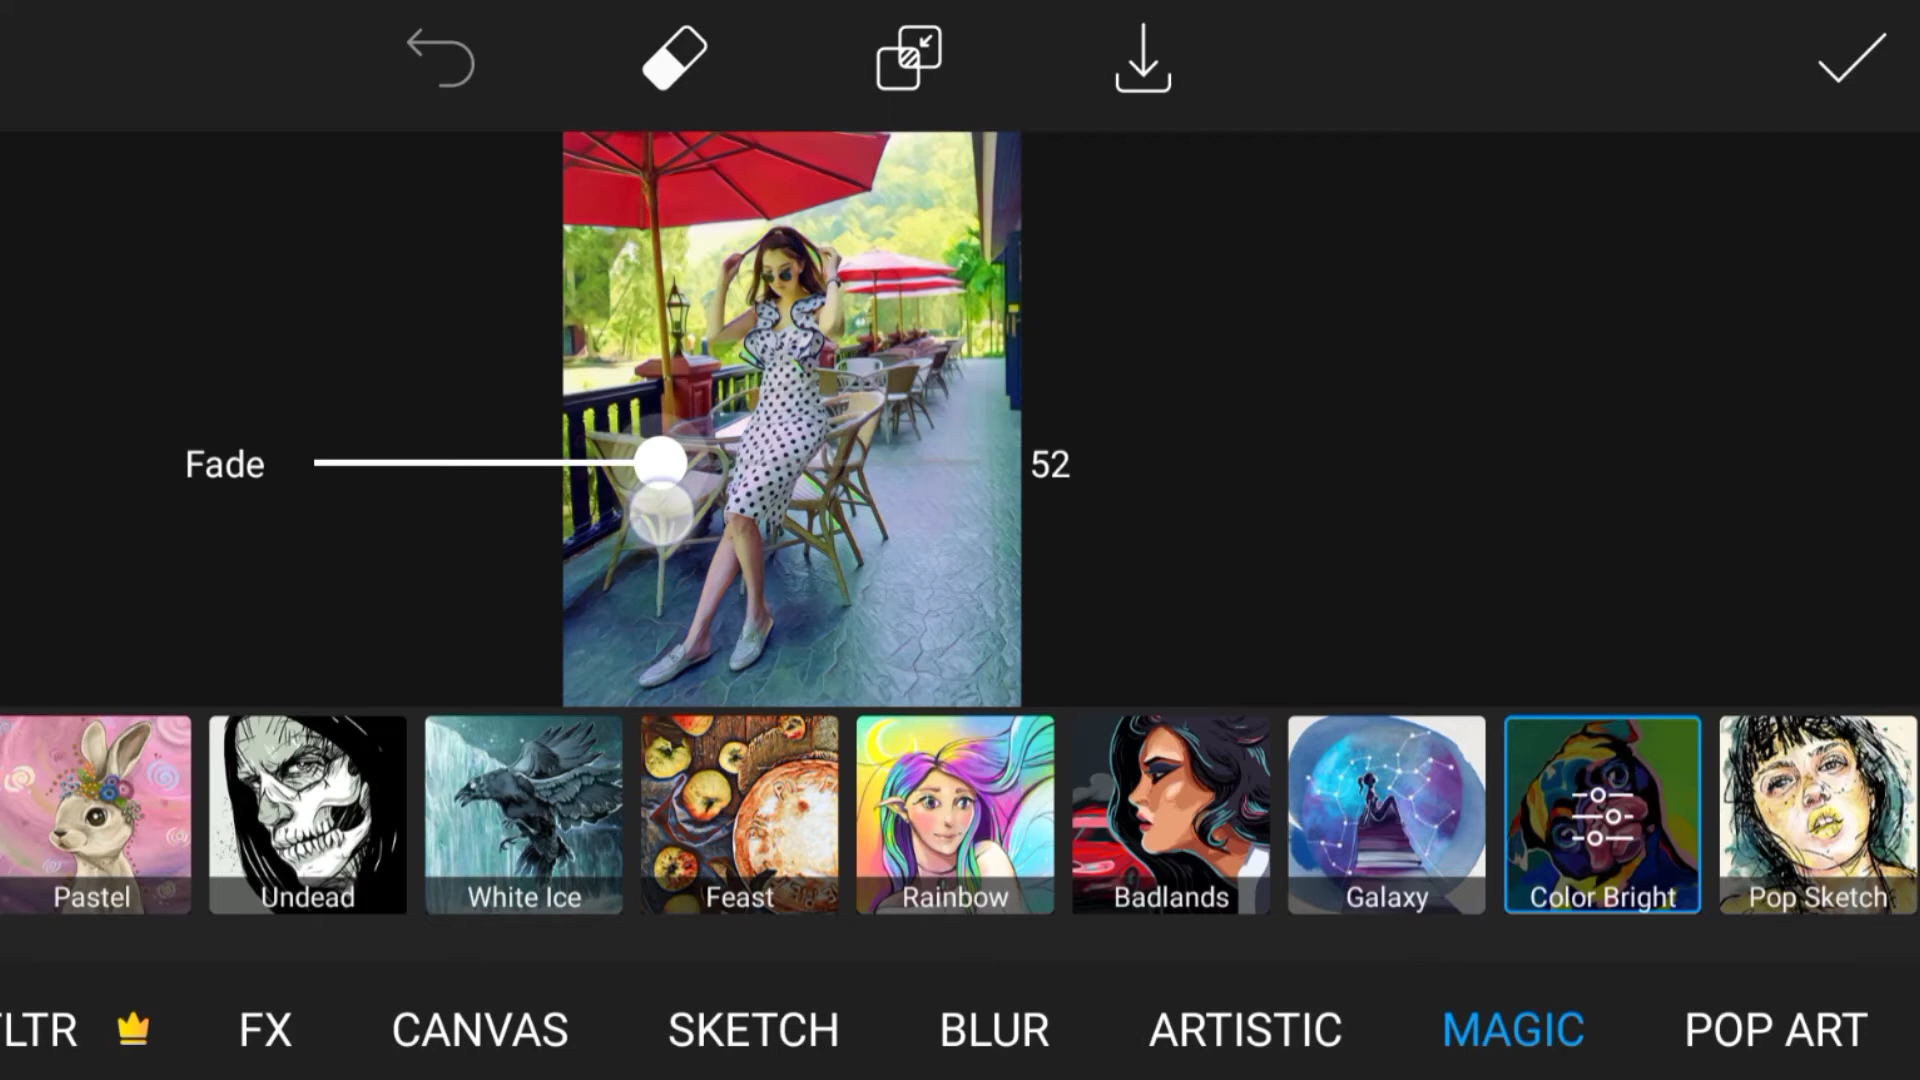 Fade
52
Pastel
Undead
White Ice
Feast
Rainbow
Badlands
Galaxy
Color Bright
Pop Sketch
LTR
FX
CANVAS
SKETCH
BLUR
ARTISTIC
MAGIC
POP ART